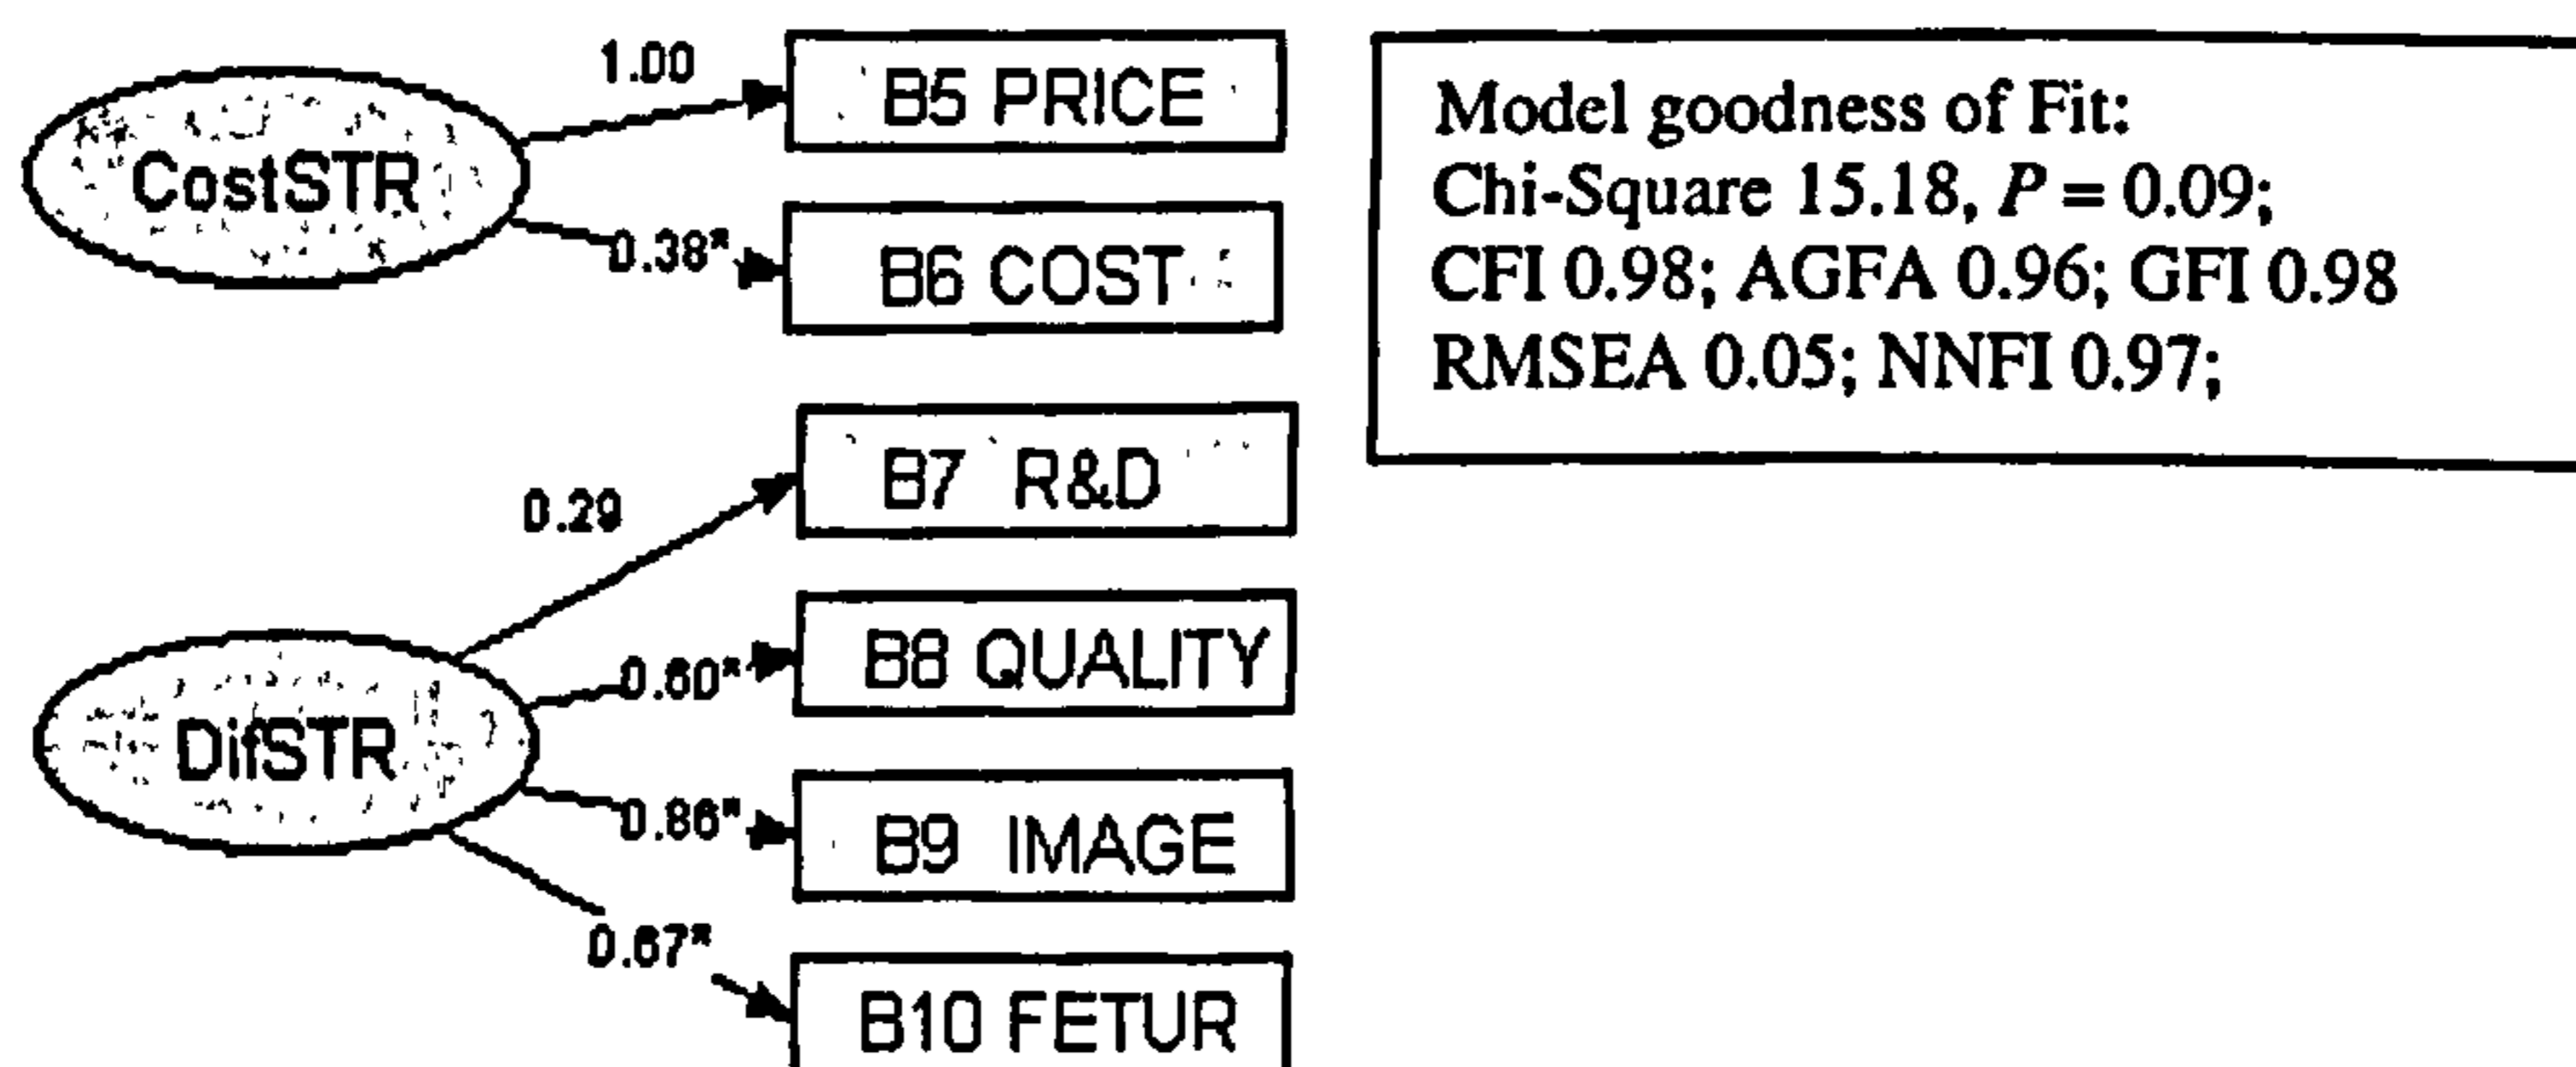 1.00
B5 PRICE
CostSTR
0.38*
B6 COST
Model goodness of Fit:
Chi-Square 15.18, P = 0.09;
CFI 0.98; AGFA 0.96; GFI 0.98
RMSEA 0.05; NNFI 0.97;
0.29
B7 R&D
0.60*
B8 QUALITY
DifSTR
0.86*
B9 IMAGE
0.67*
B10 FETUR